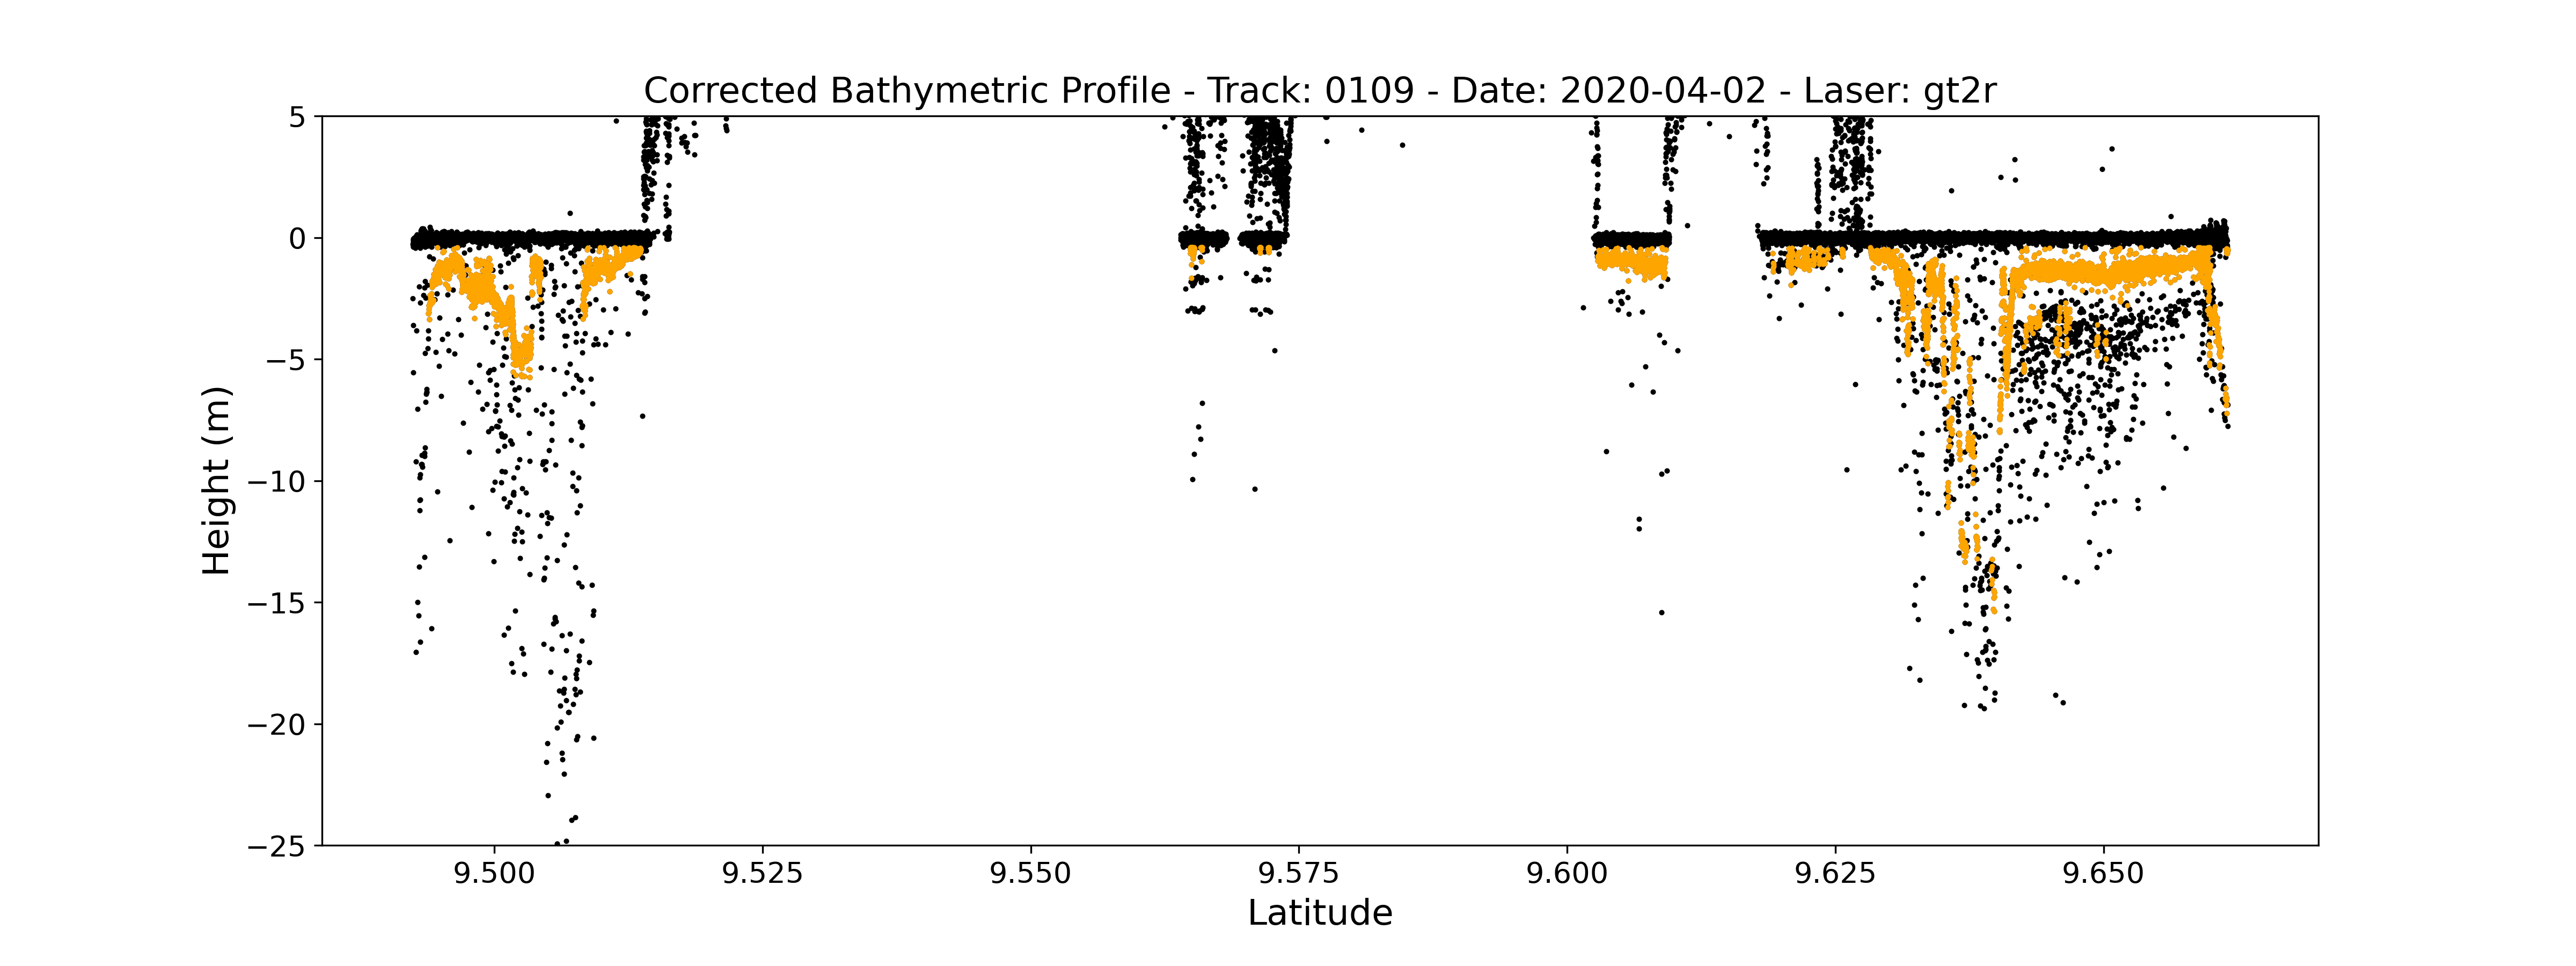 Corrected Bathymetric Profile - Track: 0109 - Date: 2020-04-02 - Laser: gt2r
5
0
−5
−10
−15
−20
−25
Height (m)
9.500 9.525 9.550 9.575 9.600 9.625 9.650
Latitude